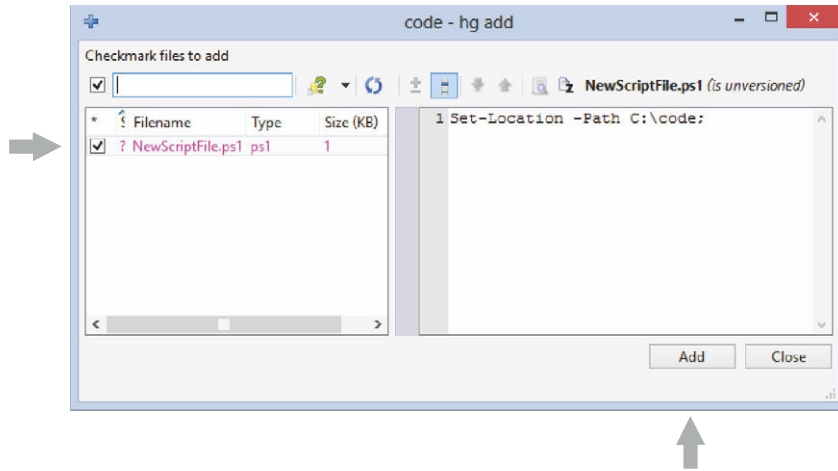 code - hg add
Checkmark files to add
NewScriptFile.ps1 (is unversioned)
* Filename Type Size (KB)
? NewScriptFile.ps1 ps1 1
1 Set-Location -Path C:\code;
Add Close